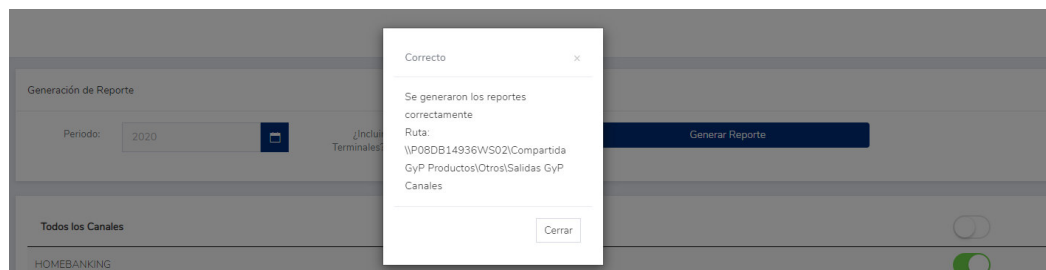 Correcto ×
Generación de Reporte
Se generaron los reportes
correctamente
Ruta:
\\P08DB14936WS02\Compartida
GyP Productos\Otros\Salidas GyP
Canales
Periodo: 2020
Terminales?
Generar Reporte
Cerrar
Todos los Canales
HOMEBANKING